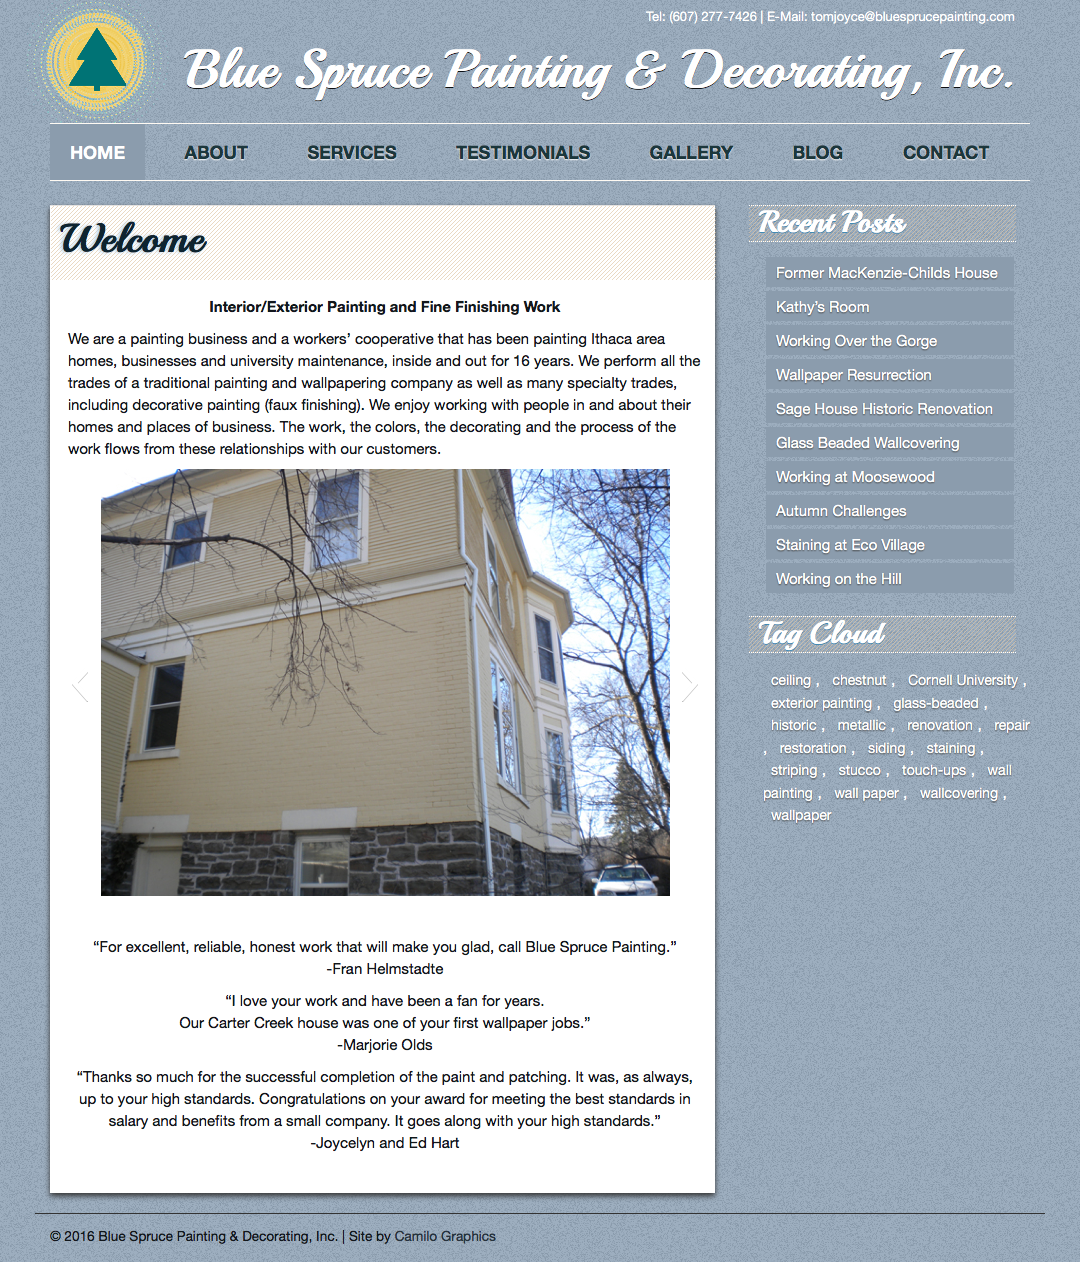 Tel: (607) 277-7426 | E-Mail: tomjoyce@bluesprucepainting.com
Blue Spruce Painting & Decorating, Inc.
HOME ABOUT SERVICES TESTIMONIALS GALLERY BLOG CONTACT
Welcome
Interior/Exterior Painting and Fine Finishing Work
We are a painting business and a workers’ cooperative that has been painting Ithaca area
homes, businesses and university maintenance, inside and out for 16 years. We perform all the
trades of a traditional painting and wallpapering company as well as many specialty trades,
including decorative painting (faux finishing). We enjoy working with people in and about their
homes and places of business. The work, the colors, the decorating and the process of the
work flows from these relationships with our customers.
“For excellent, reliable, honest work that will make you glad, call Blue Spruce Painting.”
-Fran Helmstadte
“I love your work and have been a fan for years.
Our Carter Creek house was one of your first wallpaper jobs.”
-Marjorie Olds
“Thanks so much for the successful completion of the paint and patching. It was, as always,
up to your high standards. Congratulations on your award for meeting the best standards in
salary and benefits from a small company. It goes along with your high standards.”
-Joycelyn and Ed Hart
Recent Posts
Former MacKenzie-Childs House
Kathy’s Room
Working Over the Gorge
Wallpaper Resurrection
Sage House Historic Renovation
Glass Beaded Wallcovering
Working at Moosewood
Autumn Challenges
Staining at Eco Village
Working on the Hill
Tag Cloud
ceiling , chestnut , Cornell University ,
exterior painting , glass-beaded ,
historic , metallic , renovation , repair
, restoration , siding , staining ,
striping , stucco , touch-ups , wall
painting , wall paper , wallcovering ,
wallpaper
© 2016 Blue Spruce Painting & Decorating, Inc. | Site by Camilo Graphics